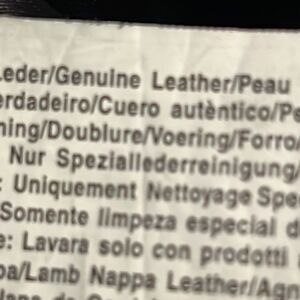 Leder/Genuine Leather/Peau
erdadeiro/Cuero autèntico/Pe
ning/Doublure/Voering/Forro/
Nur Speziallederreinigung/
: Uniquement Nettoyage Spe
Somente limpeza especial d
e: Lavara solo con prodotti
pa/Lamb Nappa Leather/Agn